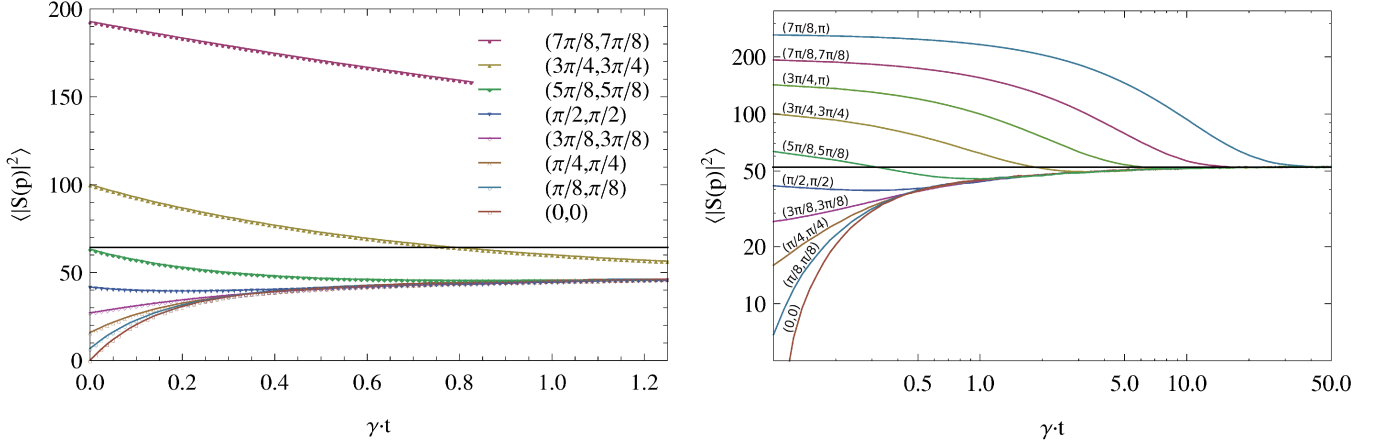 200
150
100
50
0
⟨|S(p)|²⟩
0.0
0.2
0.4
0.6
0.8
1.0
1.2
γ·t
(7π/8,7π/8)
(3π/4,3π/4)
(5π/8,5π/8)
(π/2,π/2)
(3π/8,3π/8)
(π/4,π/4)
(π/8,π/8)
(0,0)
200
100
50
20
10
⟨|S(p)|²⟩
(7π/8,π)
(7π/8,7π/8)
(3π/4,π)
(3π/4,3π/4)
(5π/8,5π/8)
(π/2,π/2)
(3π/8,3π/8)
(π/4,π/4)
(π/8,π/8)
(0,0)
0.5
1.0
5.0
10.0
50.0
γ·t